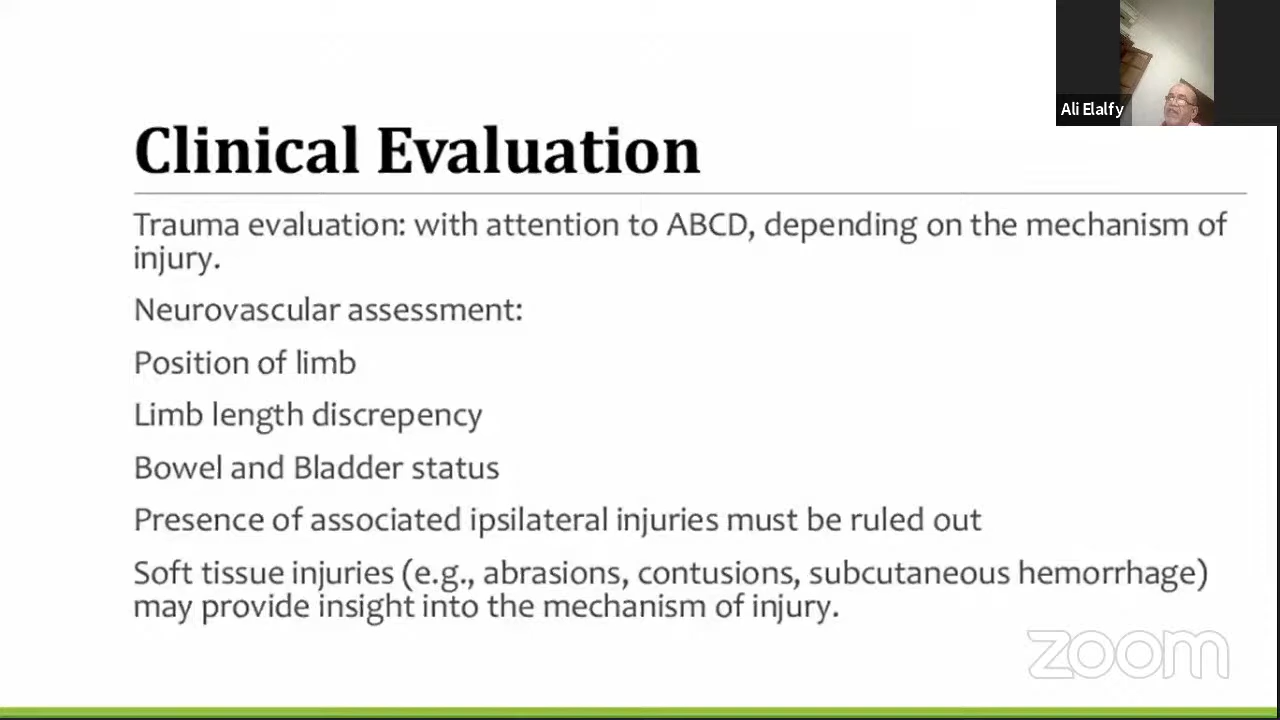 Ali Elalfy
Clinical Evaluation
Trauma evaluation: with attention to ABCD, depending on the mechanism of
injury.
Neurovascular assessment:
Position of limb
Limb length discrepency
Bowel and Bladder status
Presence of associated ipsilateral injuries must be ruled out
Soft tissue injuries (e.g., abrasions, contusions, subcutaneous hemorrhage)
may provide insight into the mechanism of injury.
zoom